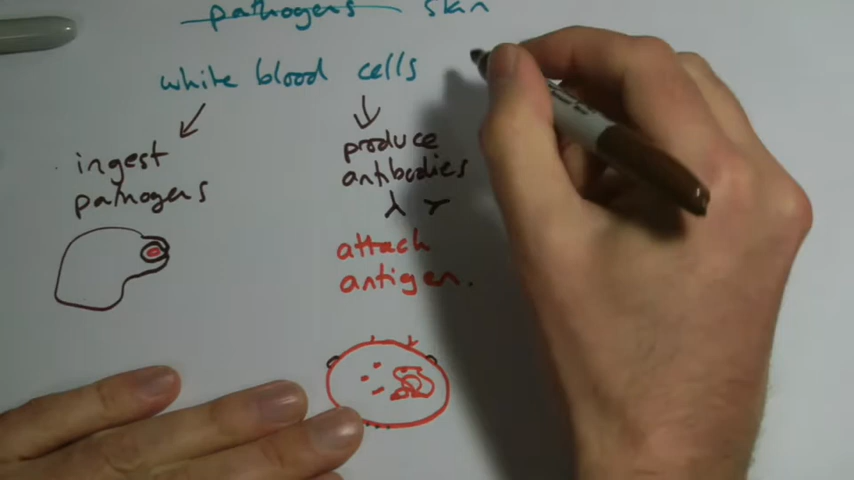 pathogens skin
white blood cells
ingest
pathogens
produce
antibodies
attach
antigen.